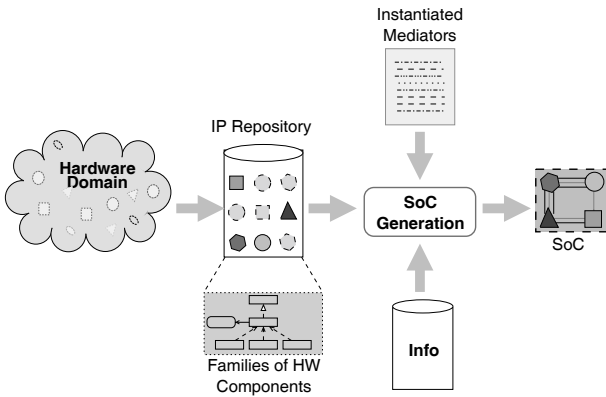 Instantiated
Mediators
IP Repository
Hardware
Domain
SoC
Generation
SoC
Info
Families of HW
Components